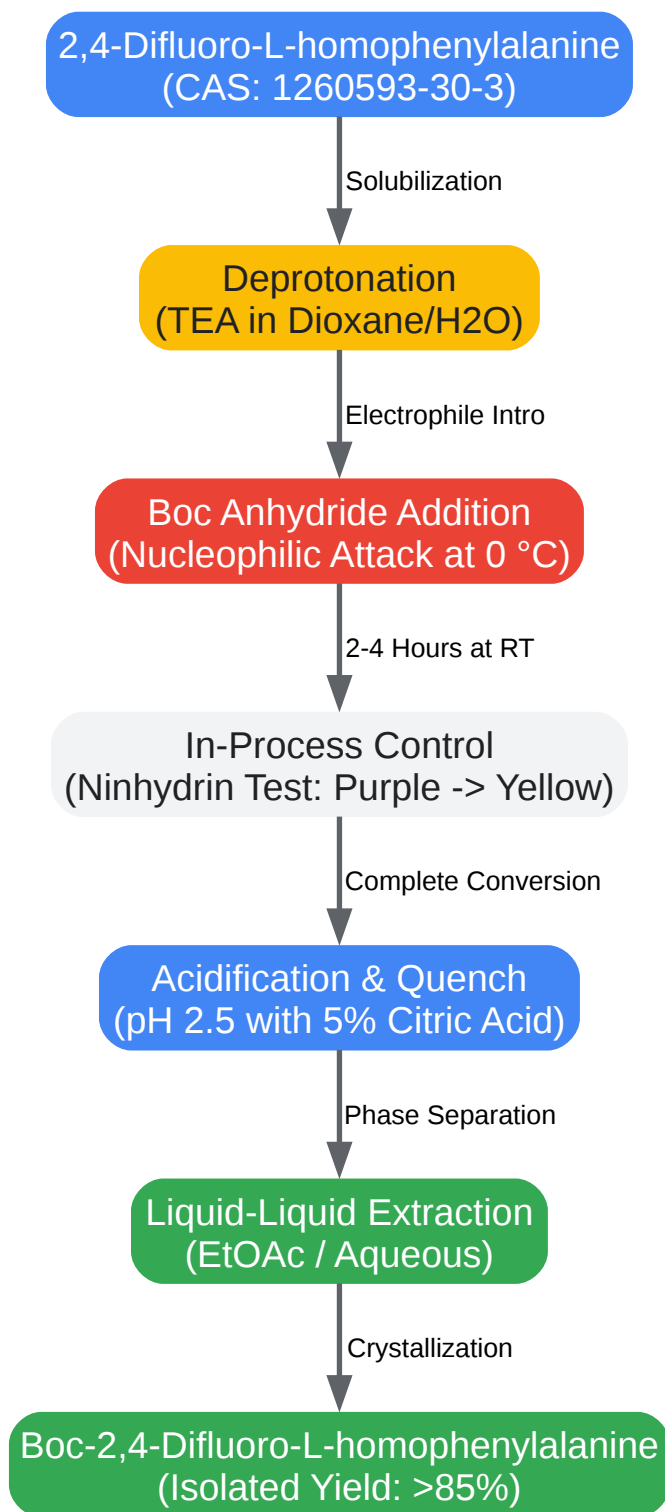 2,4-Difluoro-L-homophenylalanine
(CAS: 1260593-30-3)
Solubilization
Deprotonation
(TEA in Dioxane/H2O)
Electrophile Intro
Boc Anhydride Addition
(Nucleophilic Attack at 0 °C)
2-4 Hours at RT
In-Process Control
(Ninhydrin Test: Purple -> Yellow)
Complete Conversion
Acidification & Quench
(pH 2.5 with 5% Citric Acid)
Phase Separation
Liquid-Liquid Extraction
(EtOAc / Aqueous)
Crystallization
Boc-2,4-Difluoro-L-homophenylalanine
(Isolated Yield: >85%)